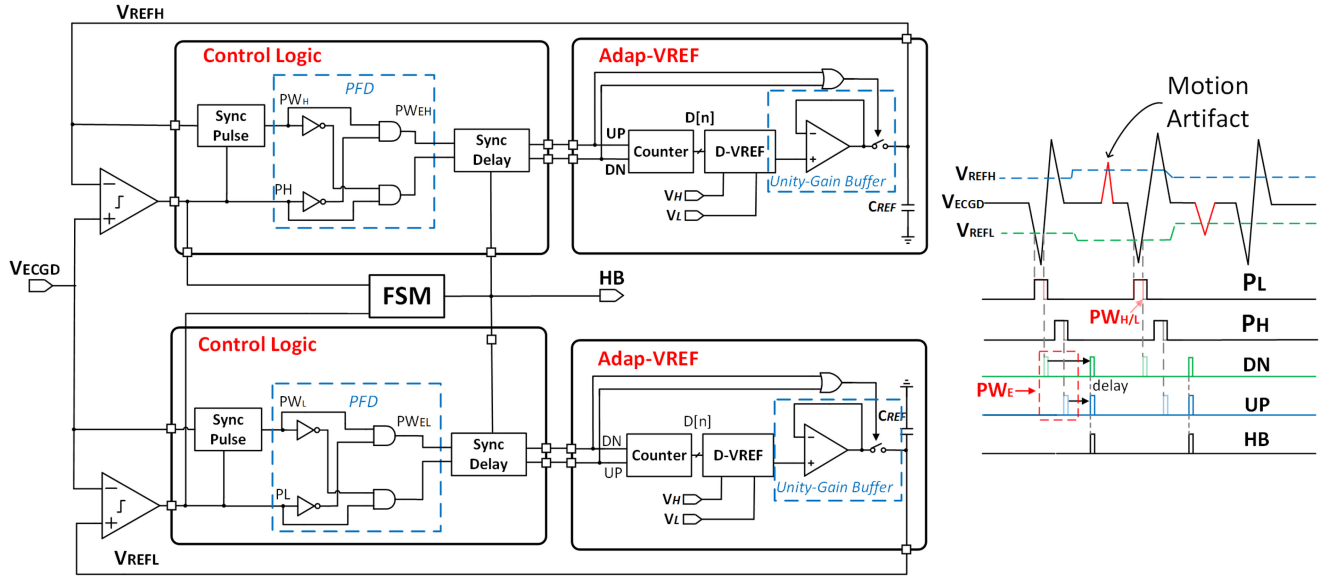 VREFH
Control Logic
PFD
PWH
PWEH
Sync
Pulse
Sync
Delay
PH
Adap-VREF
UP
DN
D[n]
Counter
D-VREF
VH
VL
Unity-Gain Buffer
CREF
VECGD
FSM
HB
Control Logic
PFD
PWL
PWEL
Sync
Pulse
Sync
Delay
PL
VREFL
Adap-VREF
DN
UP
D[n]
Counter
D-VREF
VH
VL
Unity-Gain Buffer
CREF
Motion
Artifact
VREFH
VECGD
VREFL
PL
PWH/L
PH
DN
PWE
delay
UP
HB